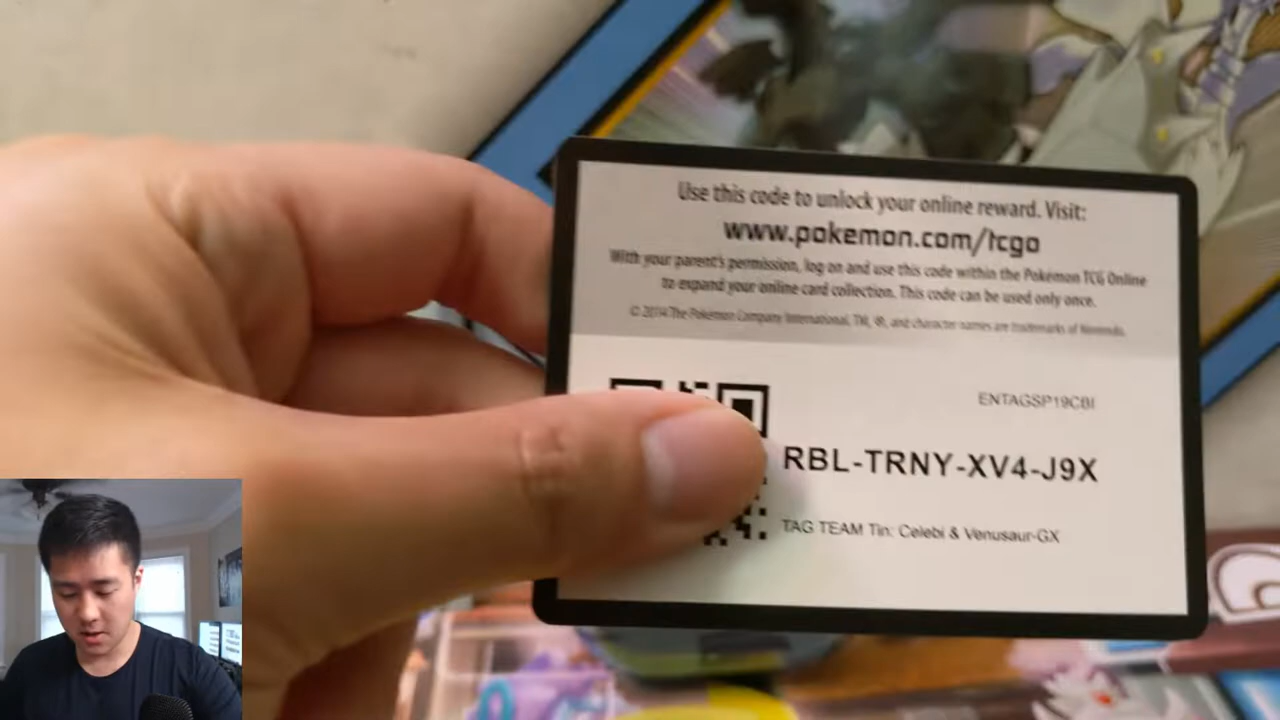 Use this code to unlock your online reward. Visit:
www.pokemon.com/tcgo
With your parent's permission, log on and use this code within the Pokémon TCG Online
to expand your online card collection. This code can be used only once.
© 2014 The Pokémon Company International, TM, ®, and character names are trademarks of Nintendo.
ENTAGSP19CBI
RBL-TRNY-XV4-J9X
TAG TEAM Tin: Celebi & Venusaur-GX